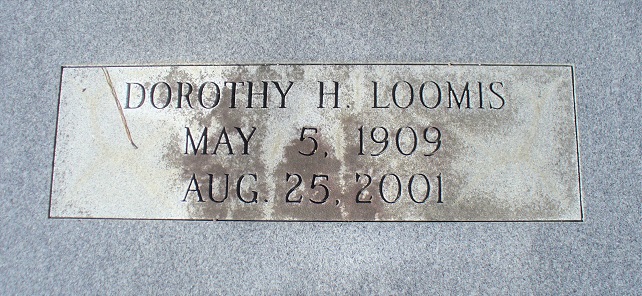 DOROTHY H. LOOMIS
MAY 5, 1909
AUG. 25, 2001